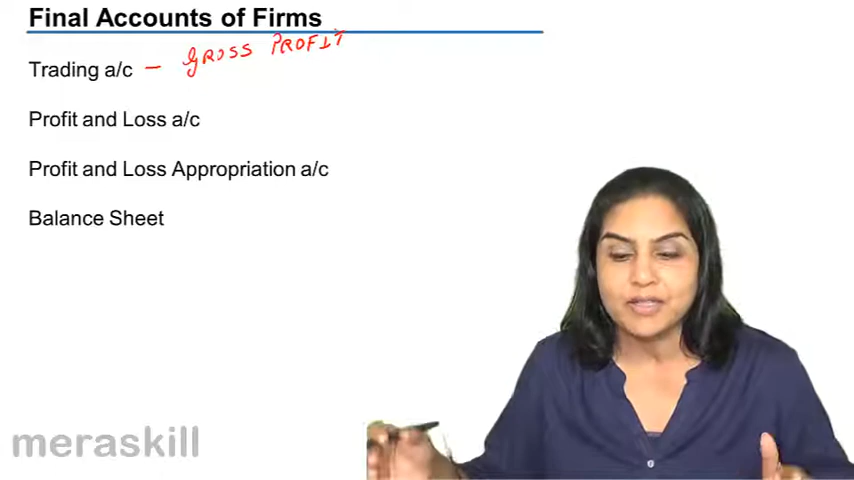 Final Accounts of Firms
Trading a/c — GROSS PROFIT
Profit and Loss a/c
Profit and Loss Appropriation a/c
Balance Sheet
meraskill